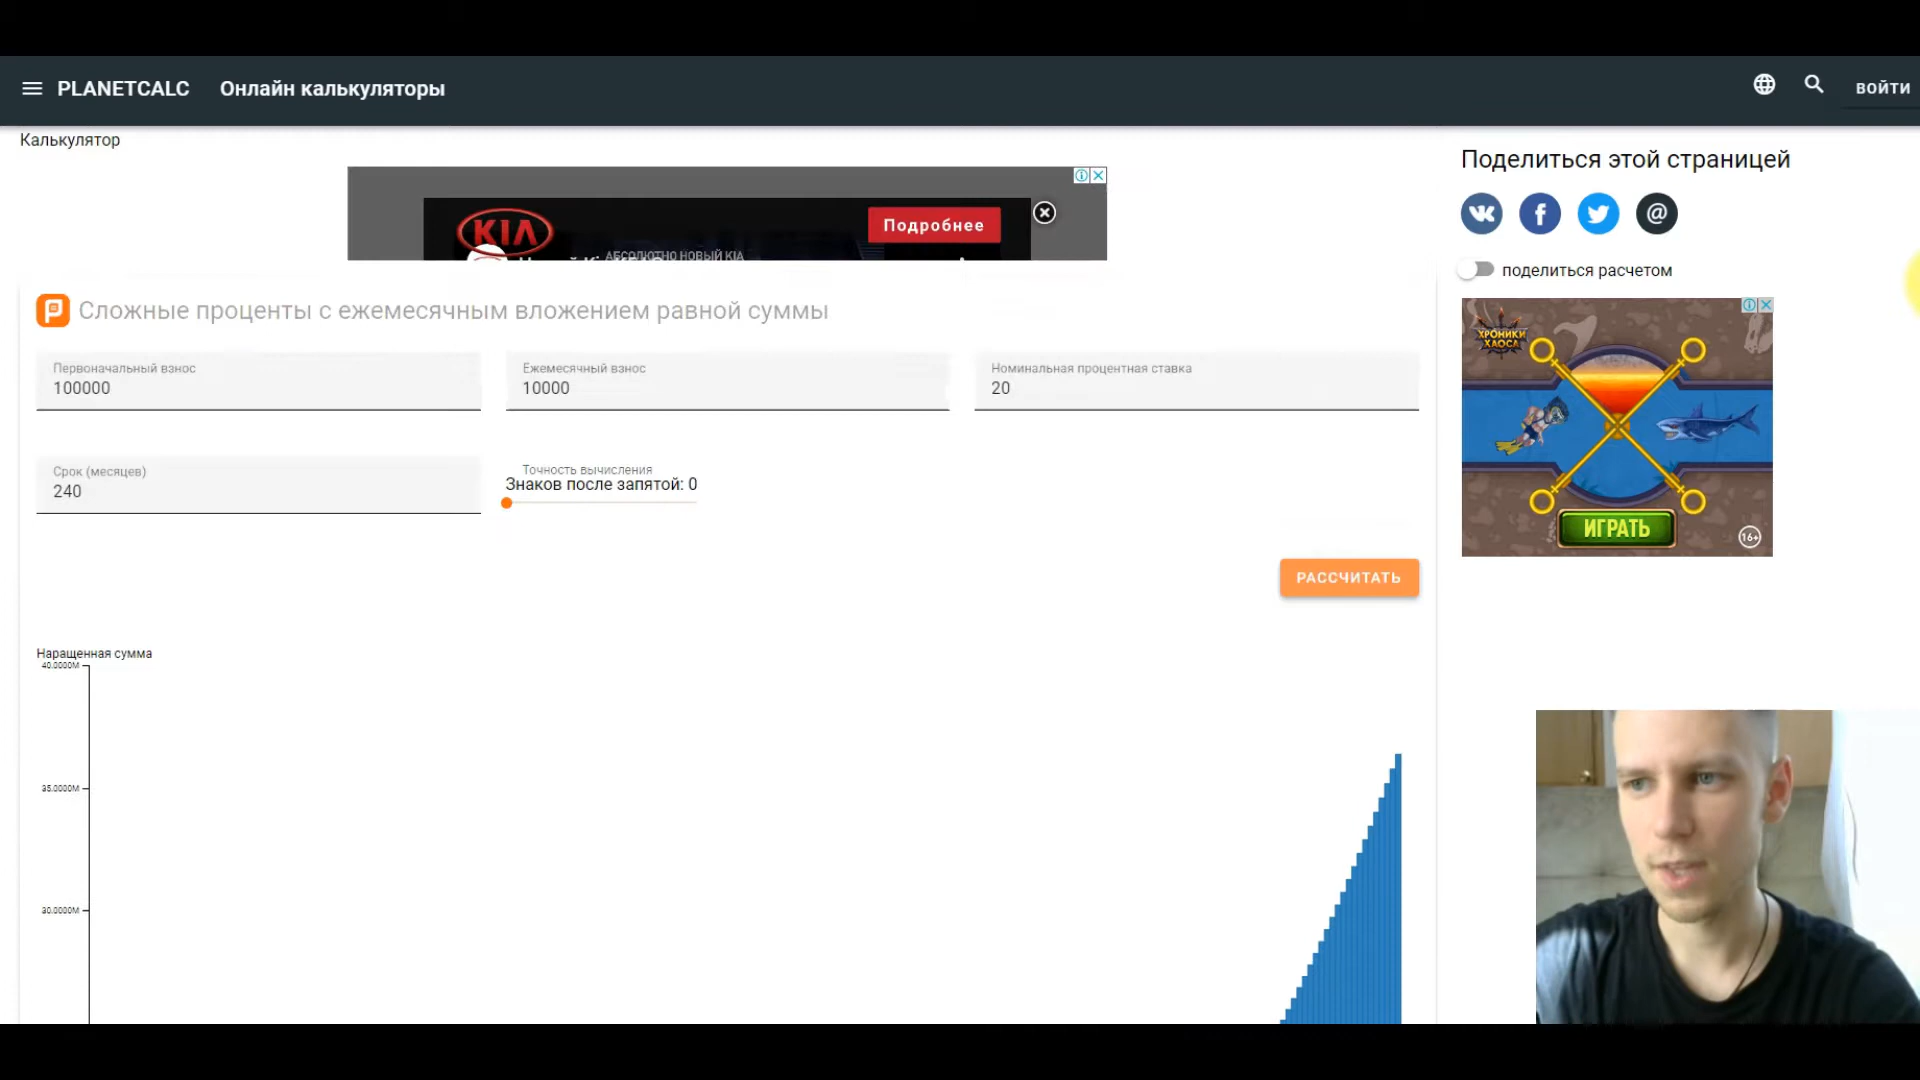 PLANETCALC Онлайн калькуляторы
ВОЙТИ
Калькулятор
KIA
Подробнее
АБСОЛЮТНО НОВЫЙ KIA
Поделиться этой страницей
поделиться расчетом
Сложные проценты с ежемесячным вложением равной суммы
Первоначальный взнос
100000
Ежемесячный взнос
10000
Номинальная процентная ставка
20
Срок (месяцев)
240
Точность вычисления
Знаков после запятой: 0
РАССЧИТАТЬ
ХРОНИКИ
ХАОСА
ИГРАТЬ
16+
Наращенная сумма
40.0000M
35.0000M
30.0000M